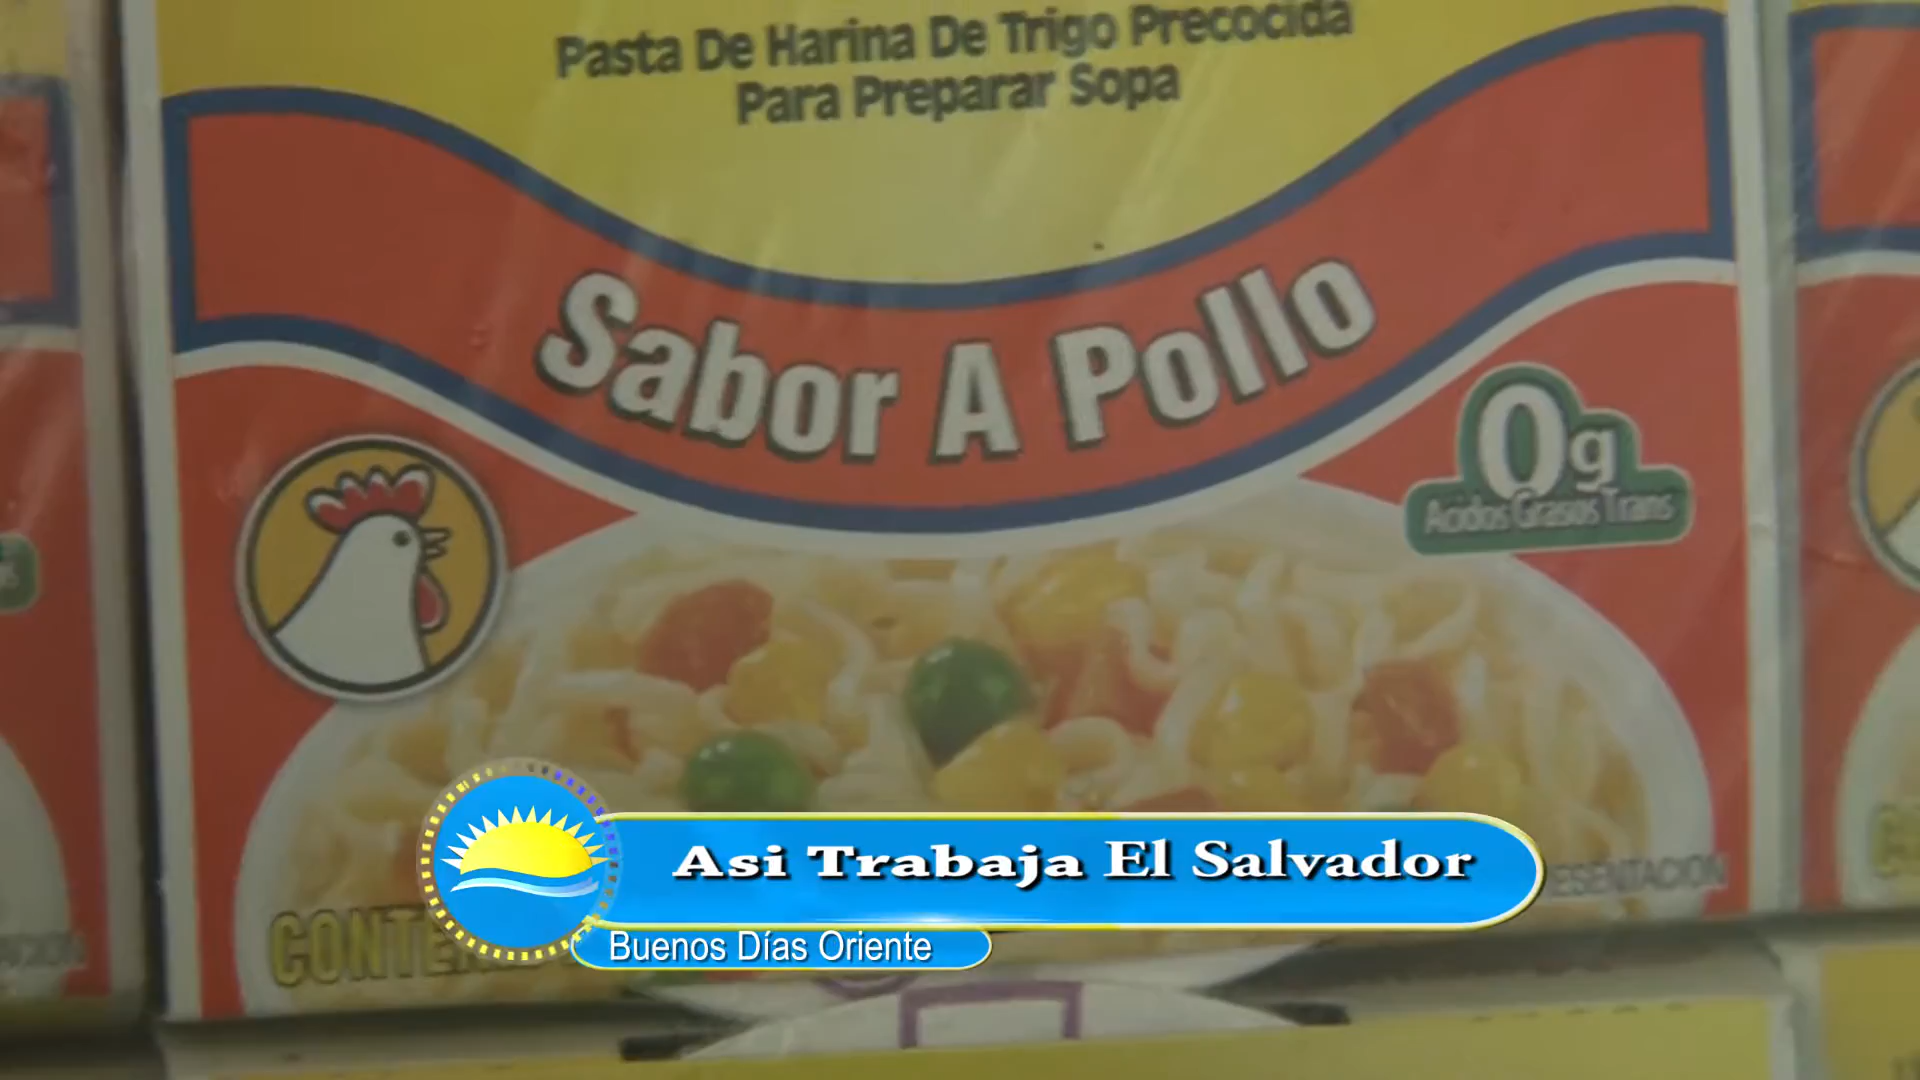 Pasta De Harina De Trigo Precocida
Para Preparar Sopa
Sabor A Pollo
0g
Acidos Grasos Trans
Asi Trabaja El Salvador
Buenos Días Oriente